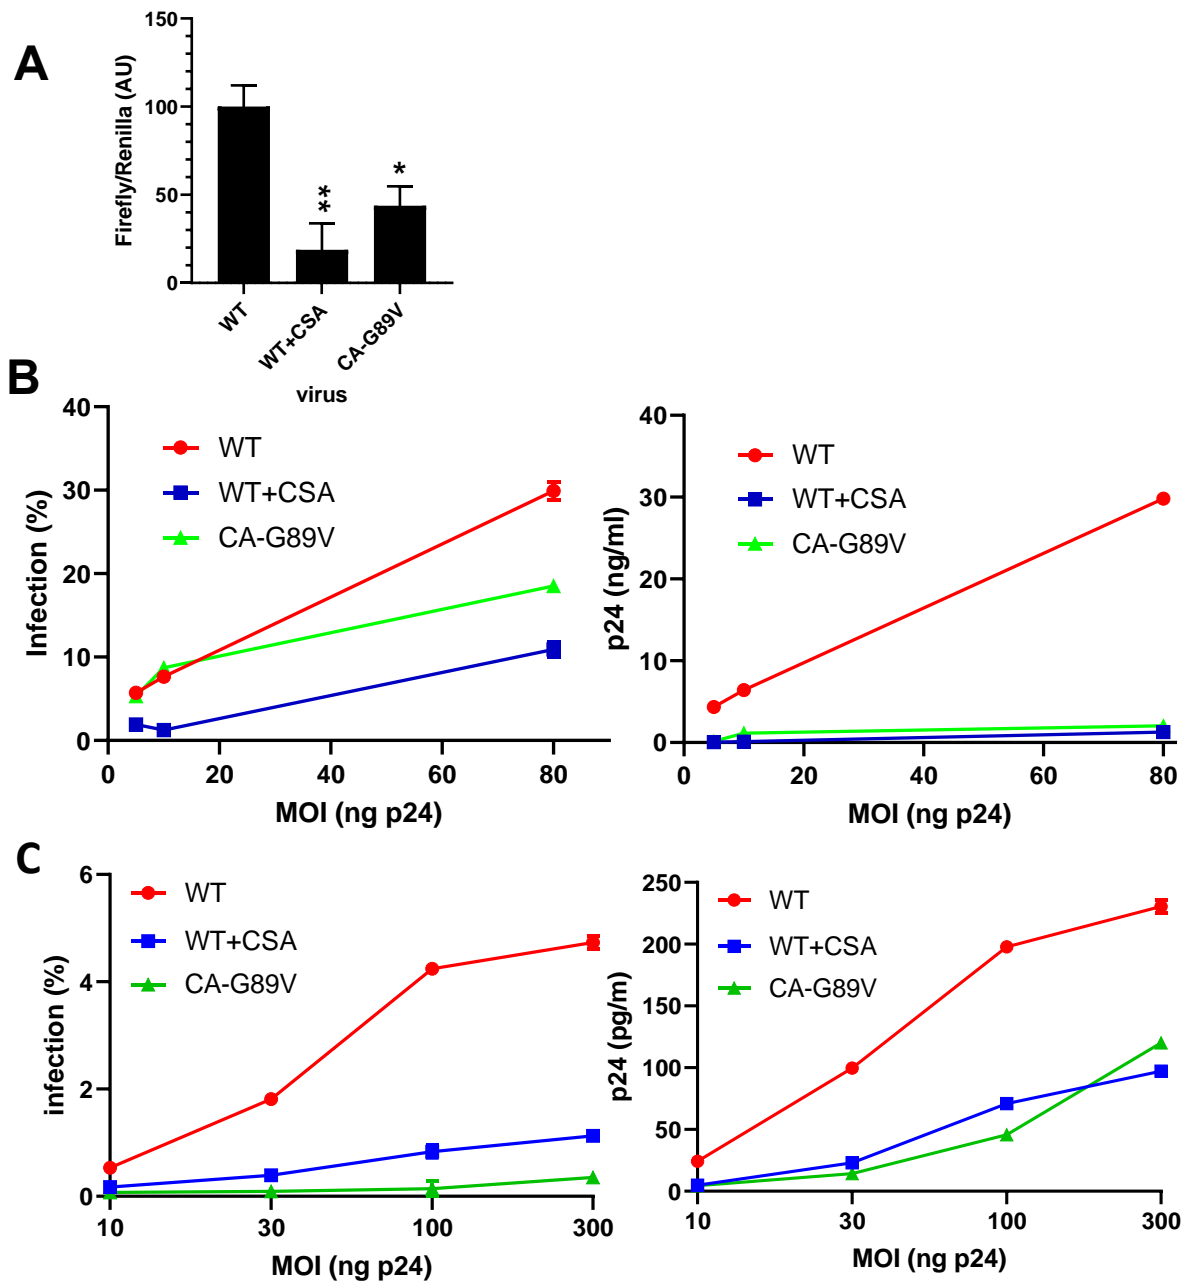 A
Firefly/Renilla (AU)
150
100
50
0
**
*
WT
WT+CSA
CA-G89V
virus
B
Infection (%)
40
30
20
10
0
WT
WT+CSA
CA-G89V
0 20 40 60 80
MOI (ng p24)
p24 (ng/ml)
40
30
20
10
0
WT
WT+CSA
CA-G89V
0 20 40 60 80
MOI (ng p24)
C
infection (%)
6
4
2
0
WT
WT+CSA
CA-G89V
10 30 100 300
MOI (ng p24)
p24 (pg/m)
250
200
150
100
50
0
WT
WT+CSA
CA-G89V
10 30 100 300
MOI (ng p24)